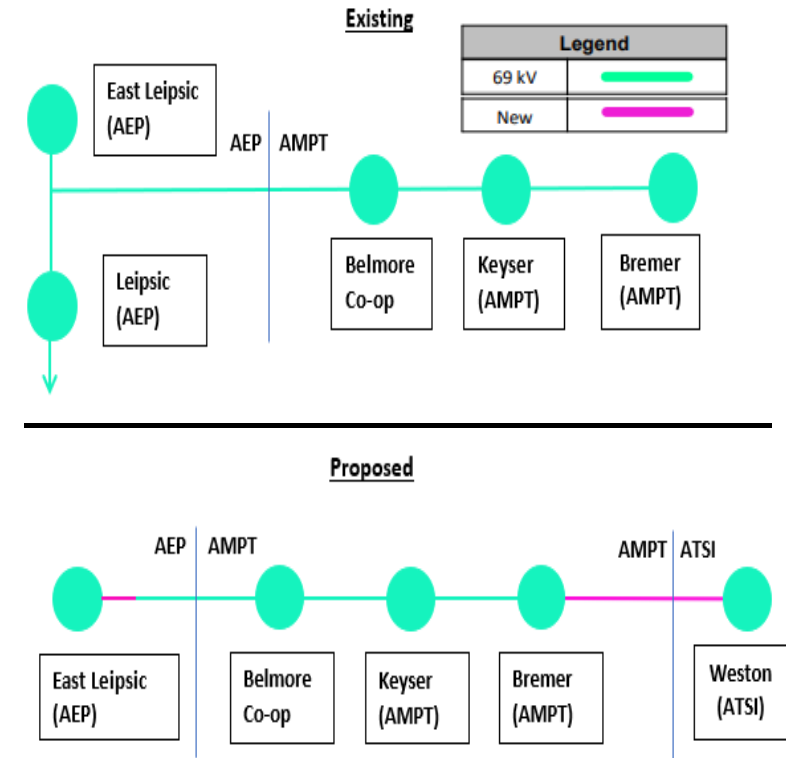 Existing
Legend
69 kV
New
East Leipsic
(AEP)
AEP
AMPT
Leipsic
(AEP)
Belmore
Co-op
Keyser
(AMPT)
Bremer
(AMPT)
Proposed
AEP
AMPT
AMPT
ATSI
East Leipsic
(AEP)
Belmore
Co-op
Keyser
(AMPT)
Bremer
(AMPT)
Weston
(ATSI)